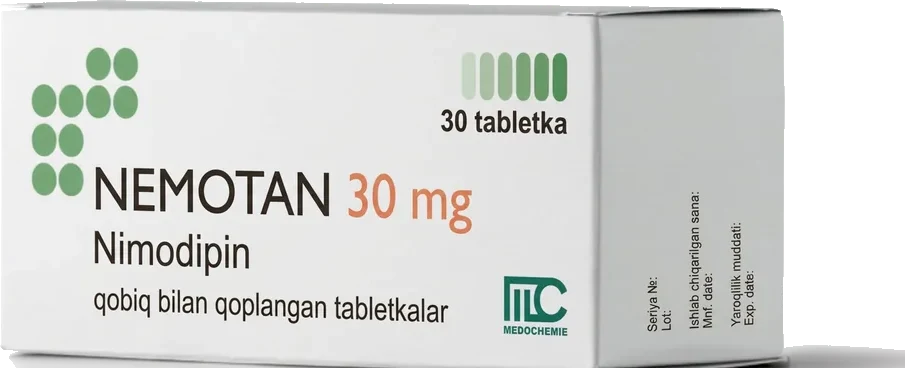 30 tabletka
NEMOTAN 30 mg
Nimodipin
qobiq bilan qoplangan tabletkalar
MC
MEDOCHEMIE
Seriya №:
Lot:
Ishlab chiqarilgan sana:
Mnf. date:
Yaroqlilik muddati:
Exp. date: